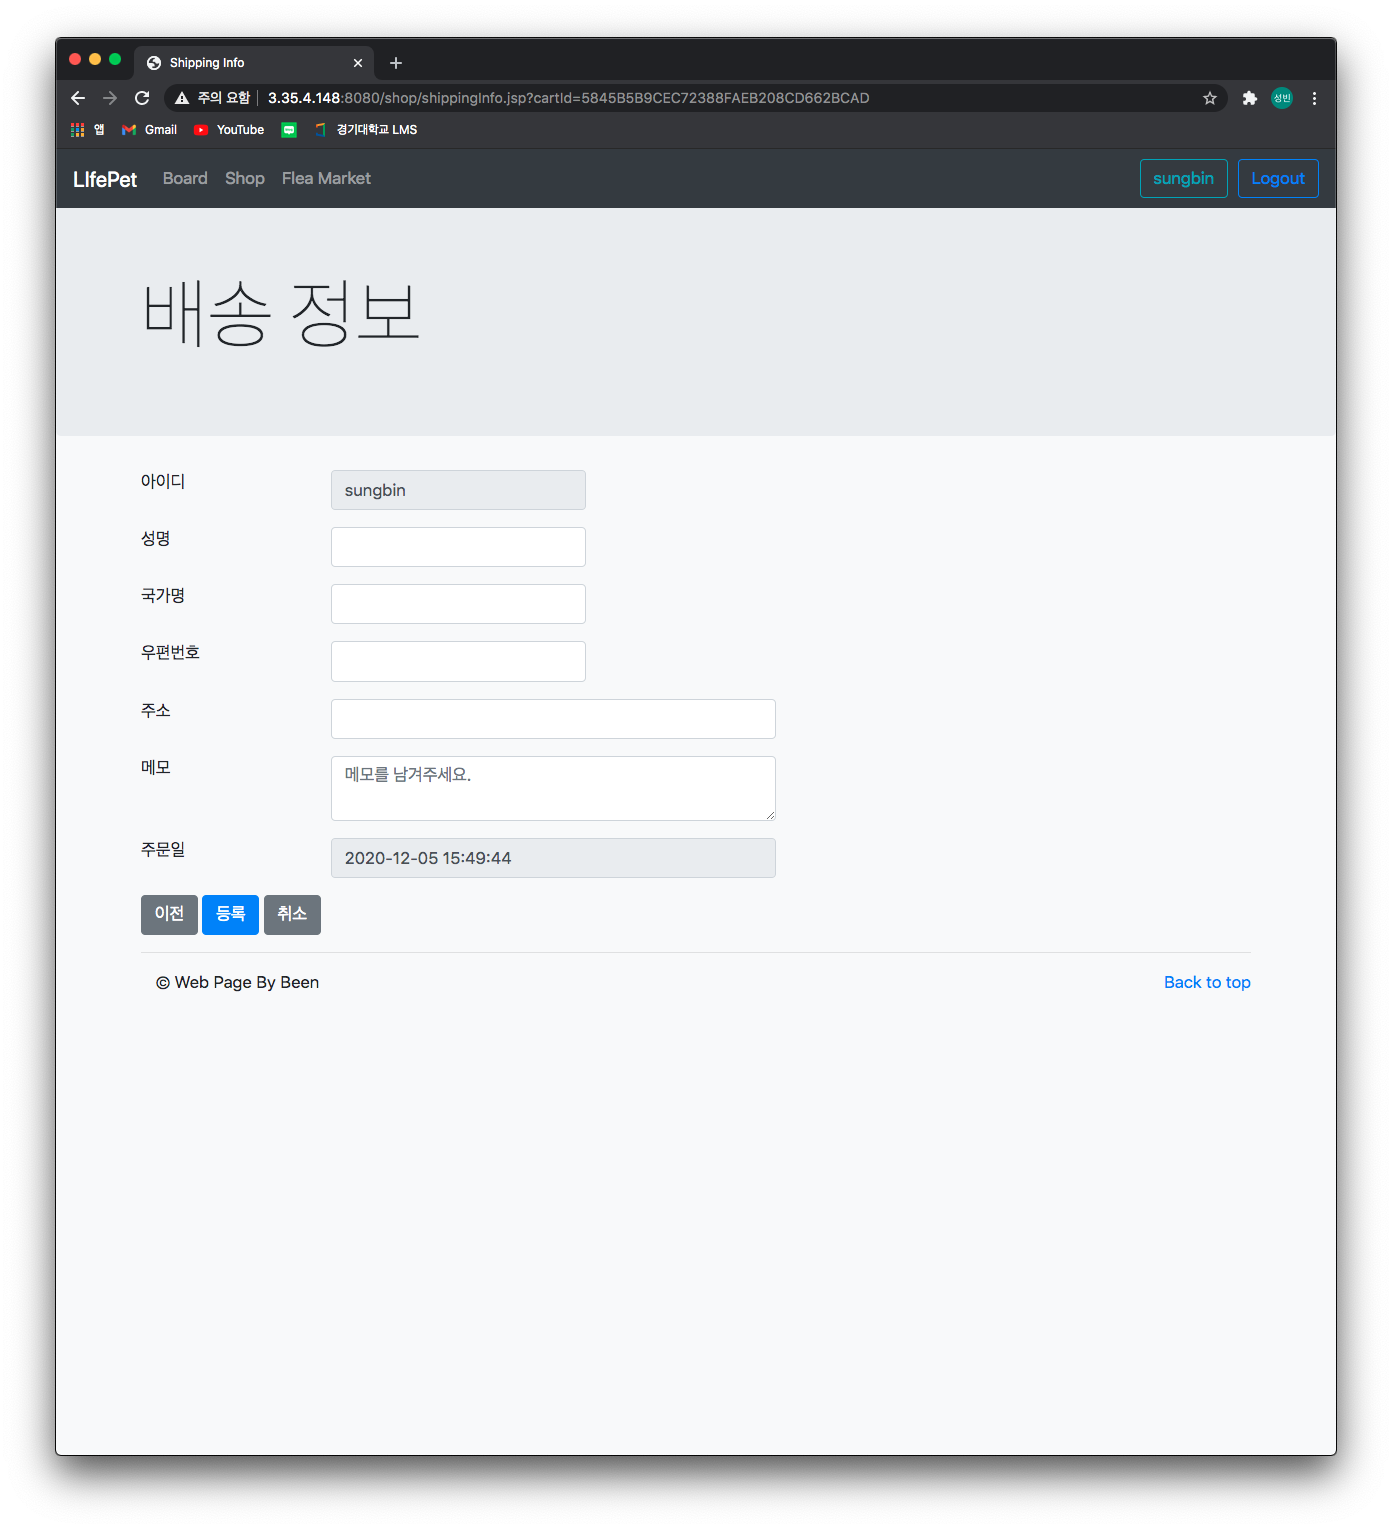 Shipping Info
주의 요함 3.35.4.148:8080/shop/shippingInfo.jsp?cartId=5845B5B9CEC72388FAEB208CD662BCAD 성빈
앱 Gmail YouTube 경기대학교 LMS
LIfePet Board Shop Flea Market sungbin Logout
배송 정보
아이디 sungbin
성명
국가명
우편번호
주소
메모 메모를 남겨주세요.
주문일 2020-12-05 15:49:44
이전 등록 취소
© Web Page By Been Back to top